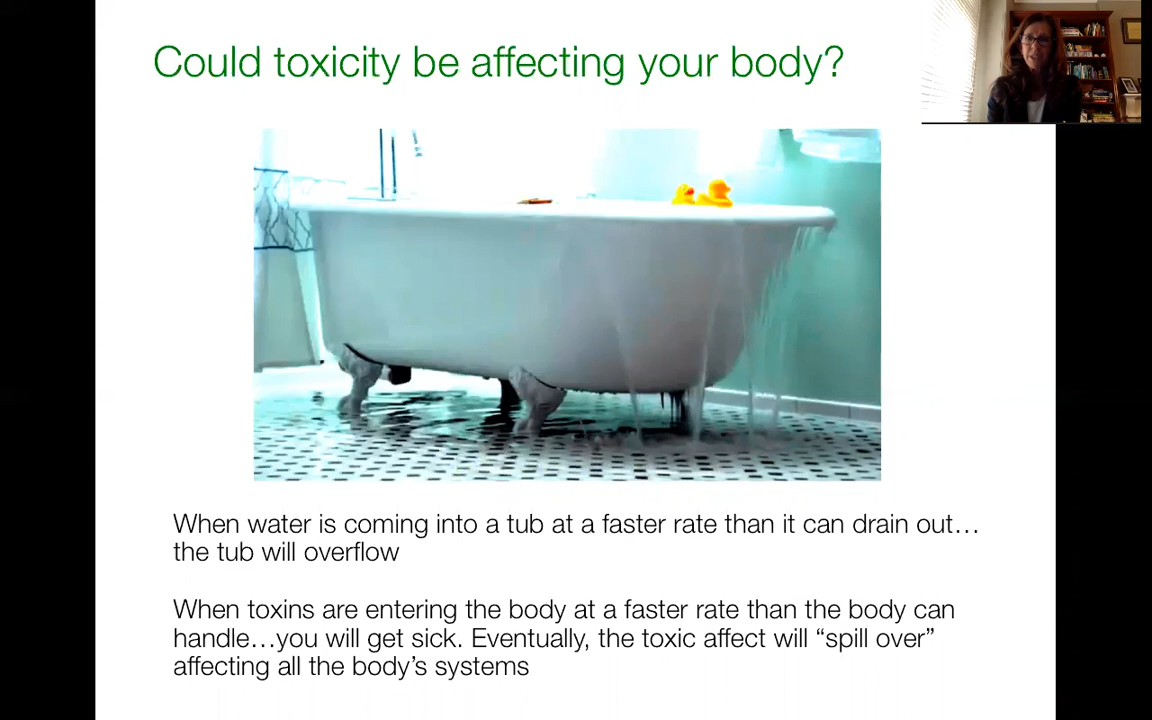 Could toxicity be affecting your body?
When water is coming into a tub at a faster rate than it can drain out…
the tub will overflow
When toxins are entering the body at a faster rate than the body can
handle…you will get sick. Eventually, the toxic affect will “spill over”
affecting all the body’s systems